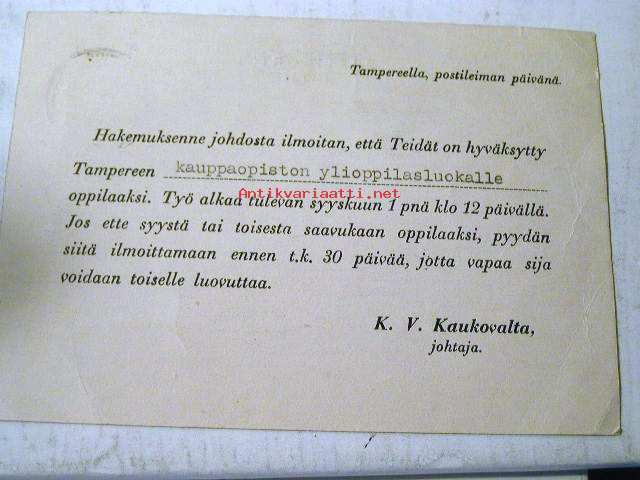 Tampereella, postileiman päivänä.
Hakemuksenne johdosta ilmoitan, että Teidät on hyväksytty
Tampereen kauppaopiston ylioppilasluokalle
Antikvariaatti.net
oppilaaksi. Työ alkaa tulevan syyskuun 1 pnä klo 12 päivällä.
Jos ette syystä tai toisesta saavukaan oppilaaksi, pyydän
siitä ilmoittamaan ennen t.k. 30 päivää, jotta vapaa sija
voidaan toiselle luovuttaa.
K. V. Kaukovalta,
johtaja.